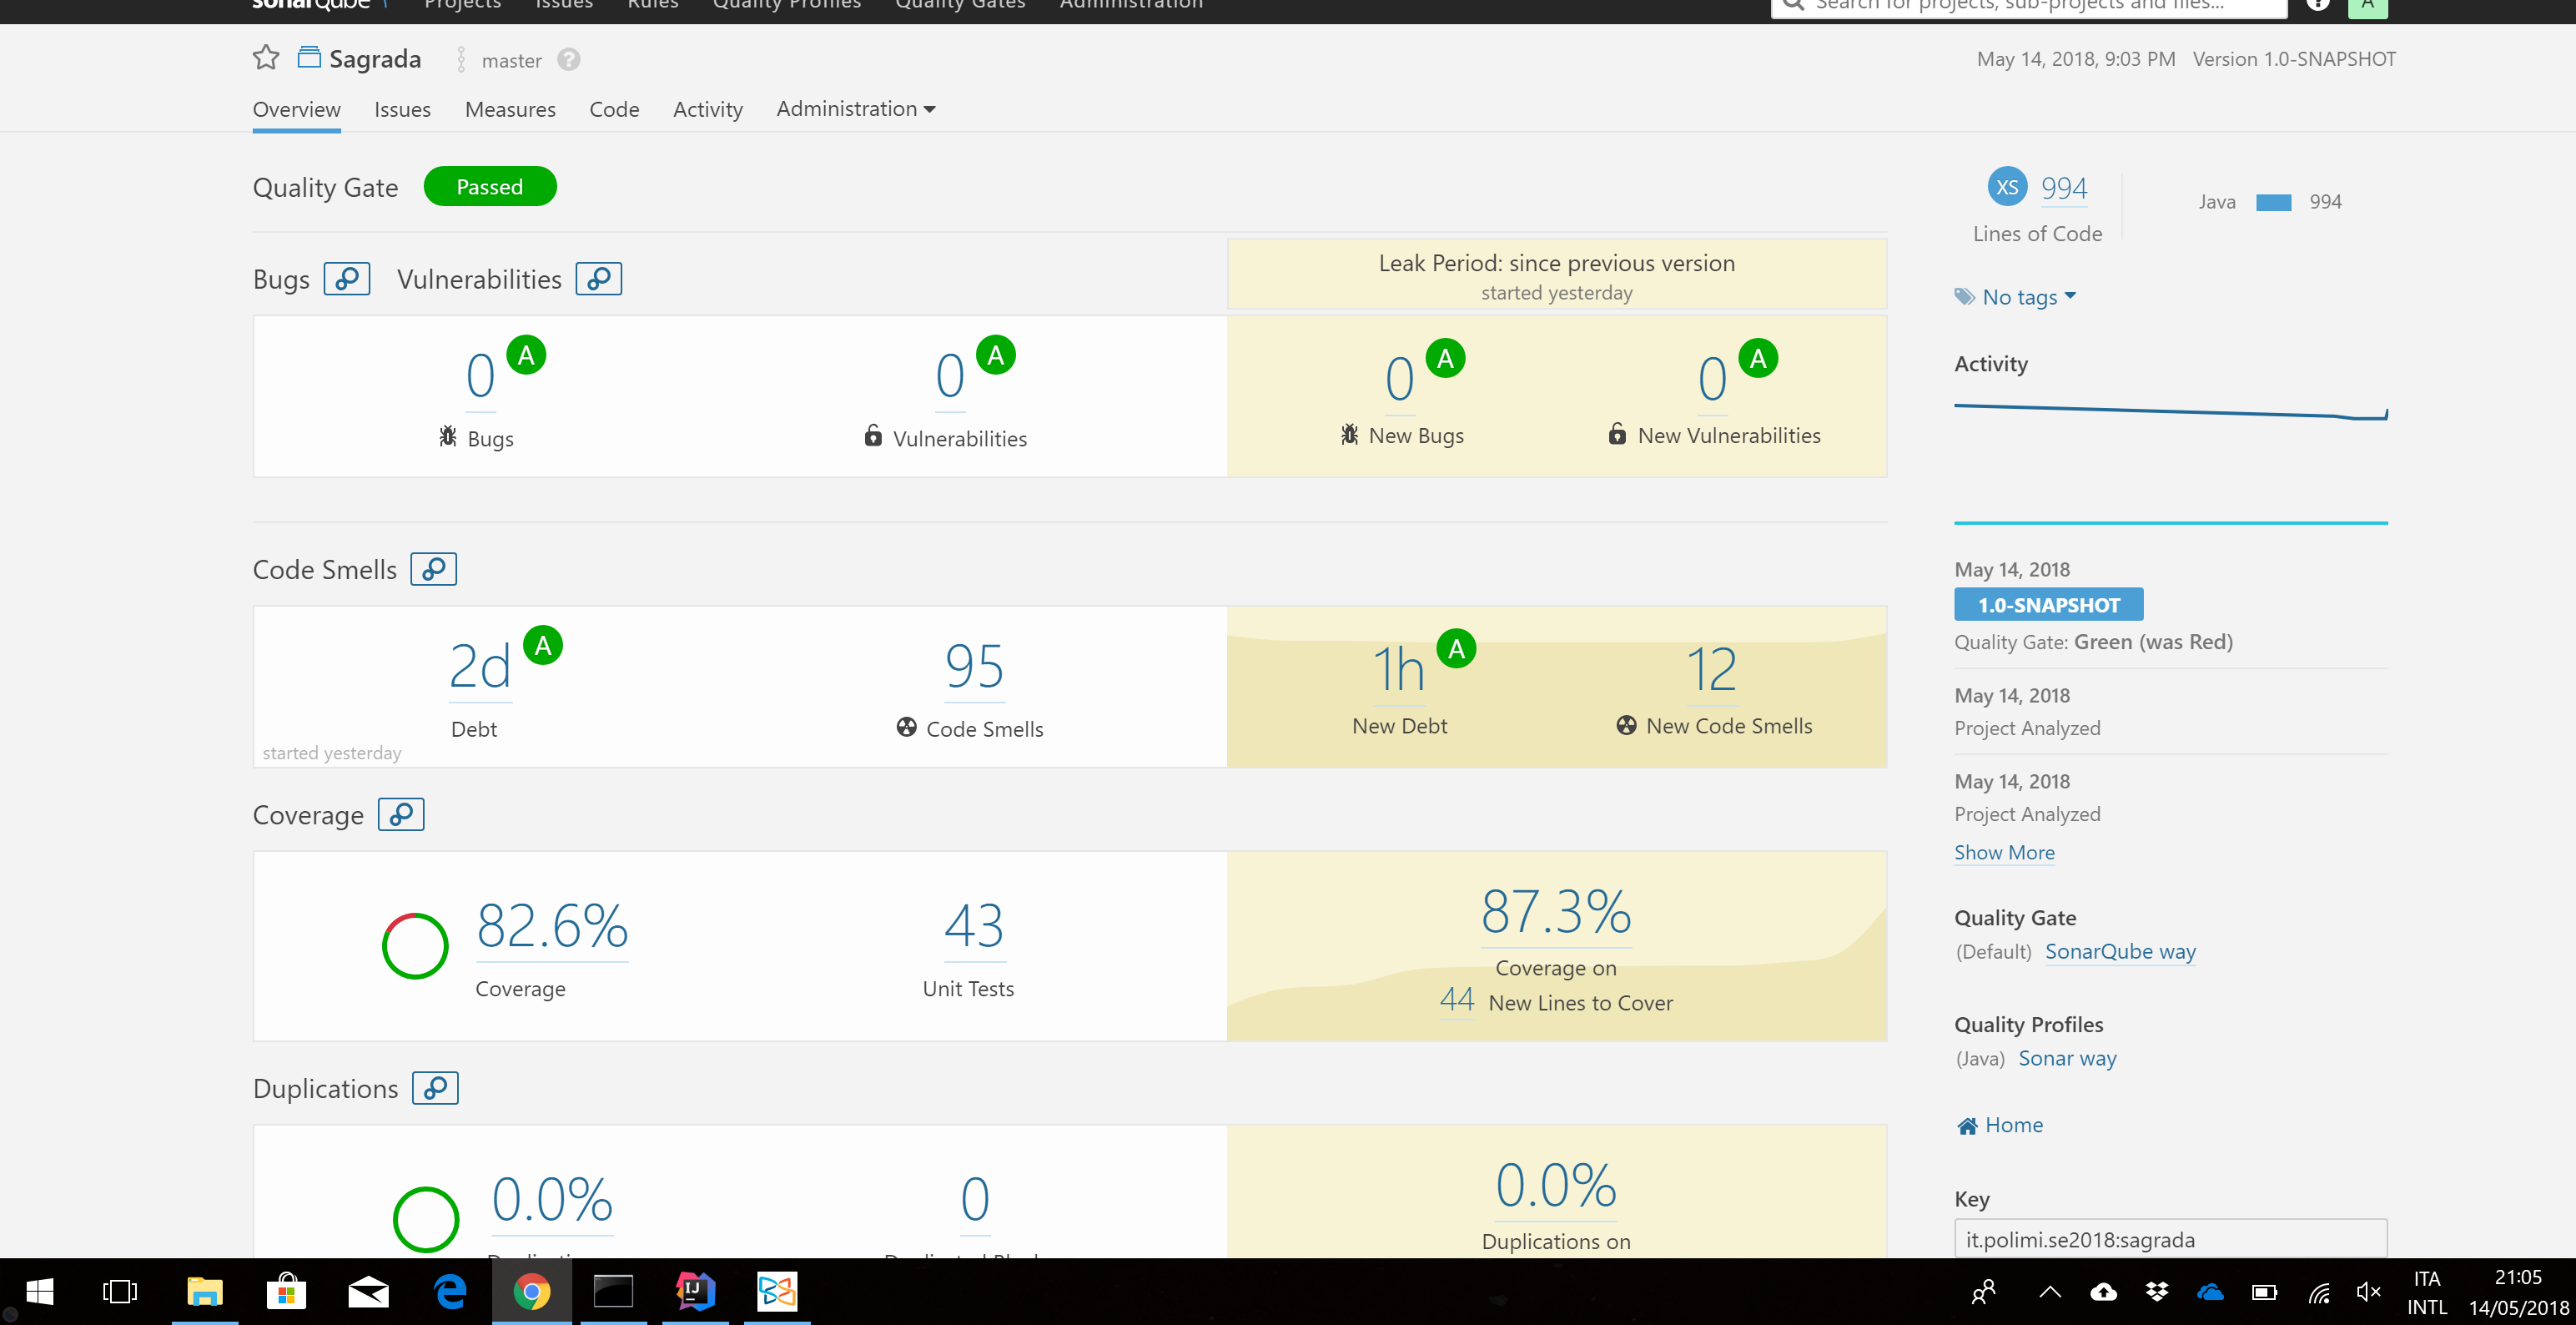 sonarQube Projects Issues Rules Quality Profiles Quality Gates Administration Search for projects, sub-projects and files... A
Sagrada master May 14, 2018, 9:03 PM Version 1.0-SNAPSHOT
Overview Issues Measures Code Activity Administration
Quality Gate Passed
XS 994
Lines of Code
Java 994
Bugs Vulnerabilities
Leak Period: since previous version
started yesterday
No tags
0 A
Bugs
0 A
Vulnerabilities
0 A
New Bugs
0 A
New Vulnerabilities
Activity
Code Smells
2d A
Debt
started yesterday
95
Code Smells
1h A
New Debt
12
New Code Smells
May 14, 2018
1.0-SNAPSHOT
Quality Gate: Green (was Red)
May 14, 2018
Project Analyzed
May 14, 2018
Project Analyzed
Show More
Coverage
82.6%
Coverage
43
Unit Tests
87.3%
Coverage on
44 New Lines to Cover
Quality Gate
(Default) SonarQube way
Quality Profiles
(Java) Sonar way
Home
Key
it.polimi.se2018:sagrada
Duplications
0.0%
0
0.0%
Duplications on
IJ
ITA
INTL
21:05
14/05/2018